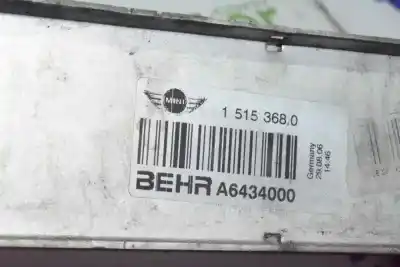 MINI
1 515 368.0
Germany
29.08.06
14:46
BEHR A6434000